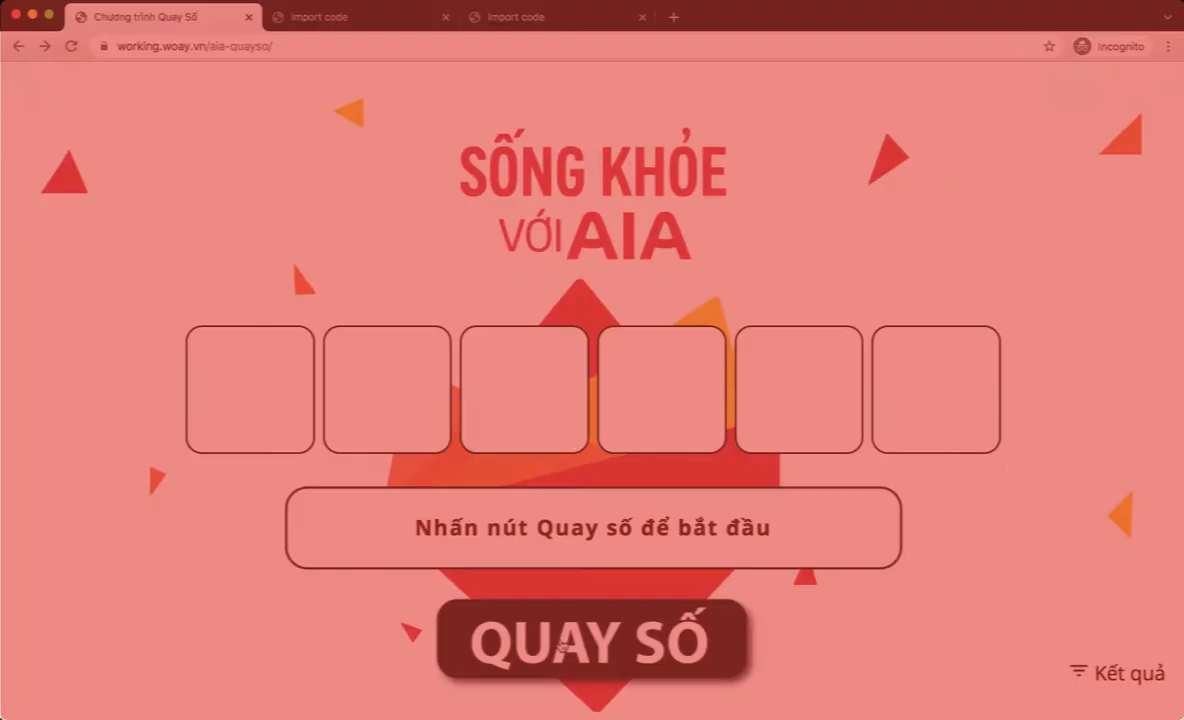 Chương trình Quay Số
Import code
Import code
working.woay.vn/aia-quayso/
Incognito
SỐNG KHỎE
VỚI AIA
Nhấn nút Quay số để bắt đầu
QUAY SỐ
Kết quả